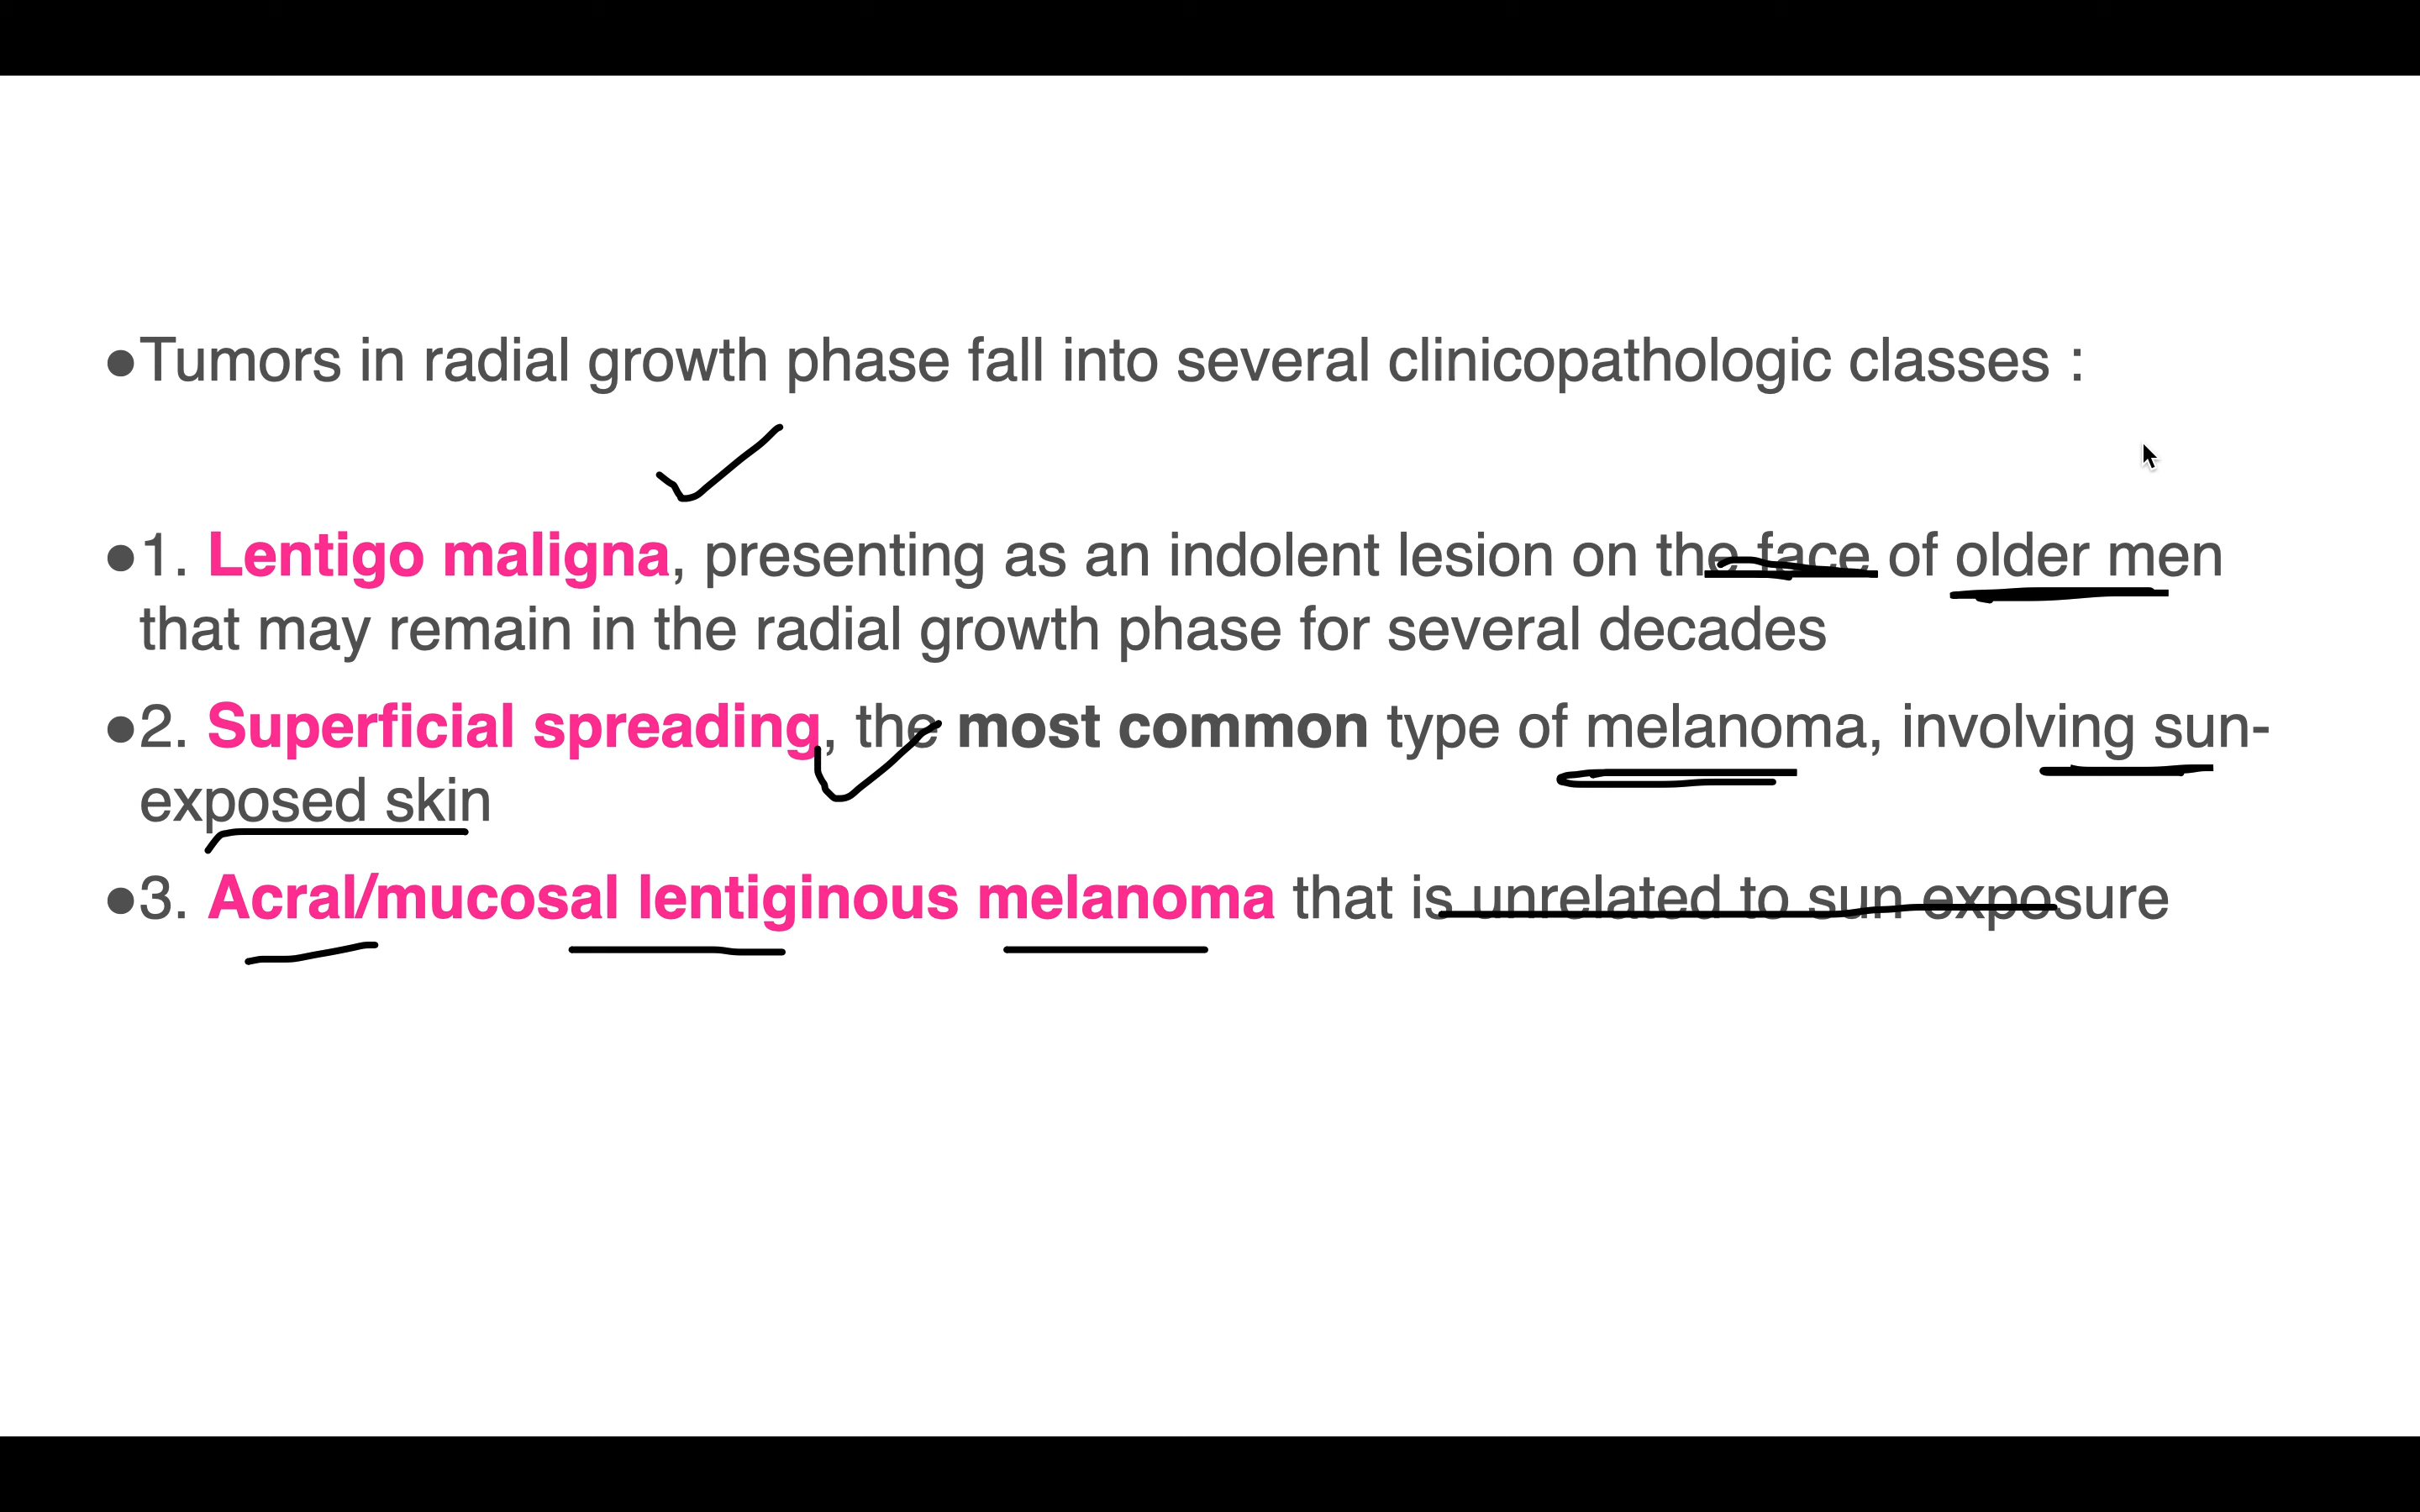 ●Tumors in radial growth phase fall into several clinicopathologic classes :
●1. Lentigo maligna, presenting as an indolent lesion on the face of older men
that may remain in the radial growth phase for several decades
●2. Superficial spreading, the most common type of melanoma, involving sun-
exposed skin
●3. Acral/mucosal lentiginous melanoma that is unrelated to sun exposure